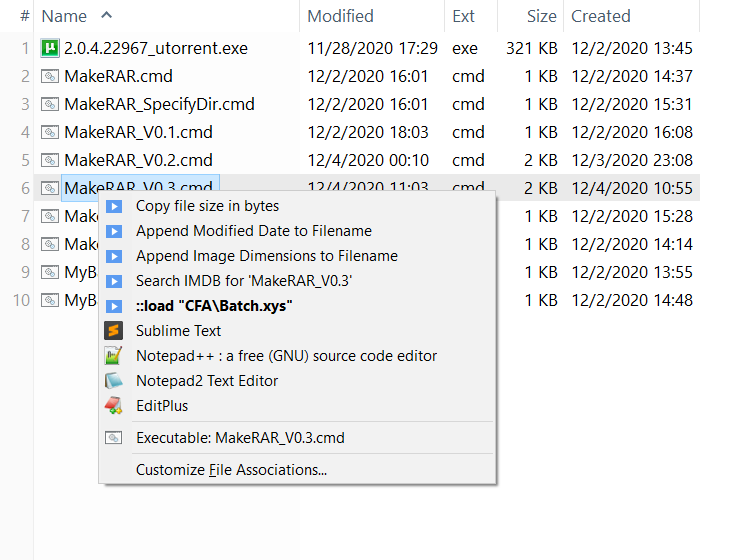 # Name Modified Ext Size Created
1 2.0.4.22967_utorrent.exe 11/28/2020 17:29 exe 321 KB 12/2/2020 13:45
2 MakeRAR.cmd 12/2/2020 16:01 cmd 1 KB 12/2/2020 14:37
3 MakeRAR_SpecifyDir.cmd 12/2/2020 16:01 cmd 1 KB 12/2/2020 15:31
4 MakeRAR_V0.1.cmd 12/2/2020 18:03 cmd 1 KB 12/2/2020 16:08
5 MakeRAR_V0.2.cmd 12/4/2020 00:10 cmd 2 KB 12/3/2020 23:08
6 MakeRAR_V0.3.cmd 12/4/2020 11:03 cmd 2 KB 12/4/2020 10:55
7 Mak 1 KB 12/2/2020 15:28
8 Mak 1 KB 12/2/2020 14:14
9 MyB 1 KB 12/2/2020 13:55
10 MyB 1 KB 12/2/2020 14:48
Copy file size in bytes
Append Modified Date to Filename
Append Image Dimensions to Filename
Search IMDB for 'MakeRAR_V0.3'
::load "CFA\Batch.xys"
Sublime Text
Notepad++ : a free (GNU) source code editor
Notepad2 Text Editor
EditPlus
Executable: MakeRAR_V0.3.cmd
Customize File Associations...